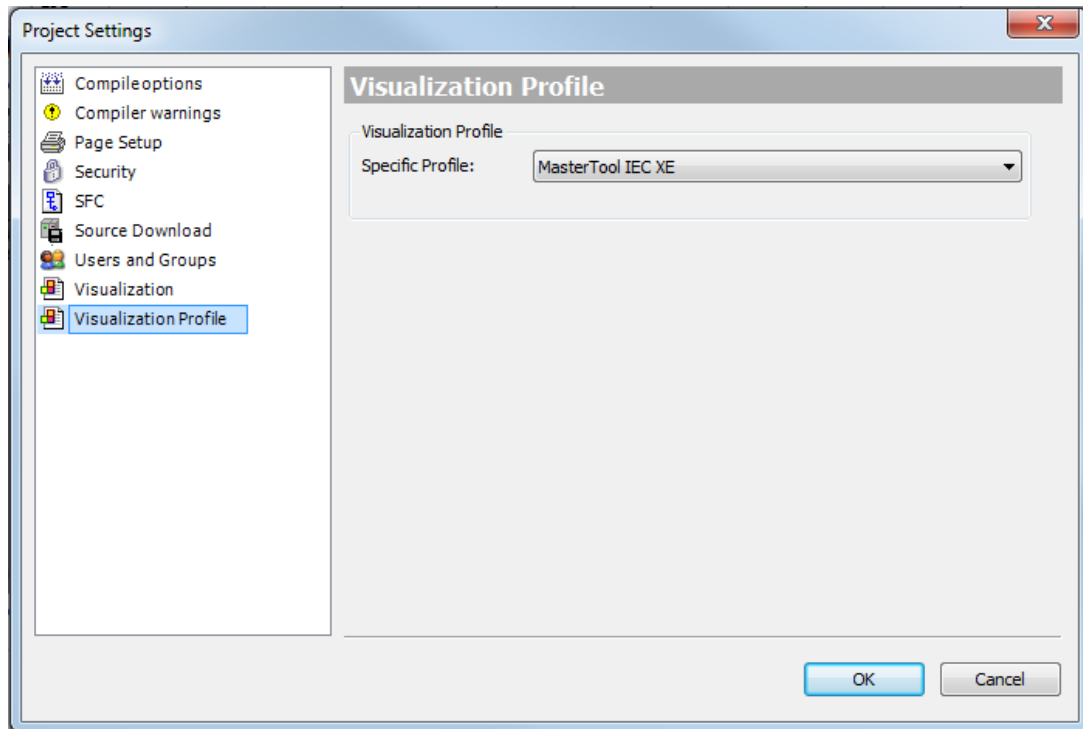 Project Settings
Compileoptions
Compiler warnings
Page Setup
Security
SFC
Source Download
Users and Groups
Visualization
Visualization Profile
Visualization Profile
Visualization Profile
Specific Profile: MasterTool IEC XE
OK Cancel